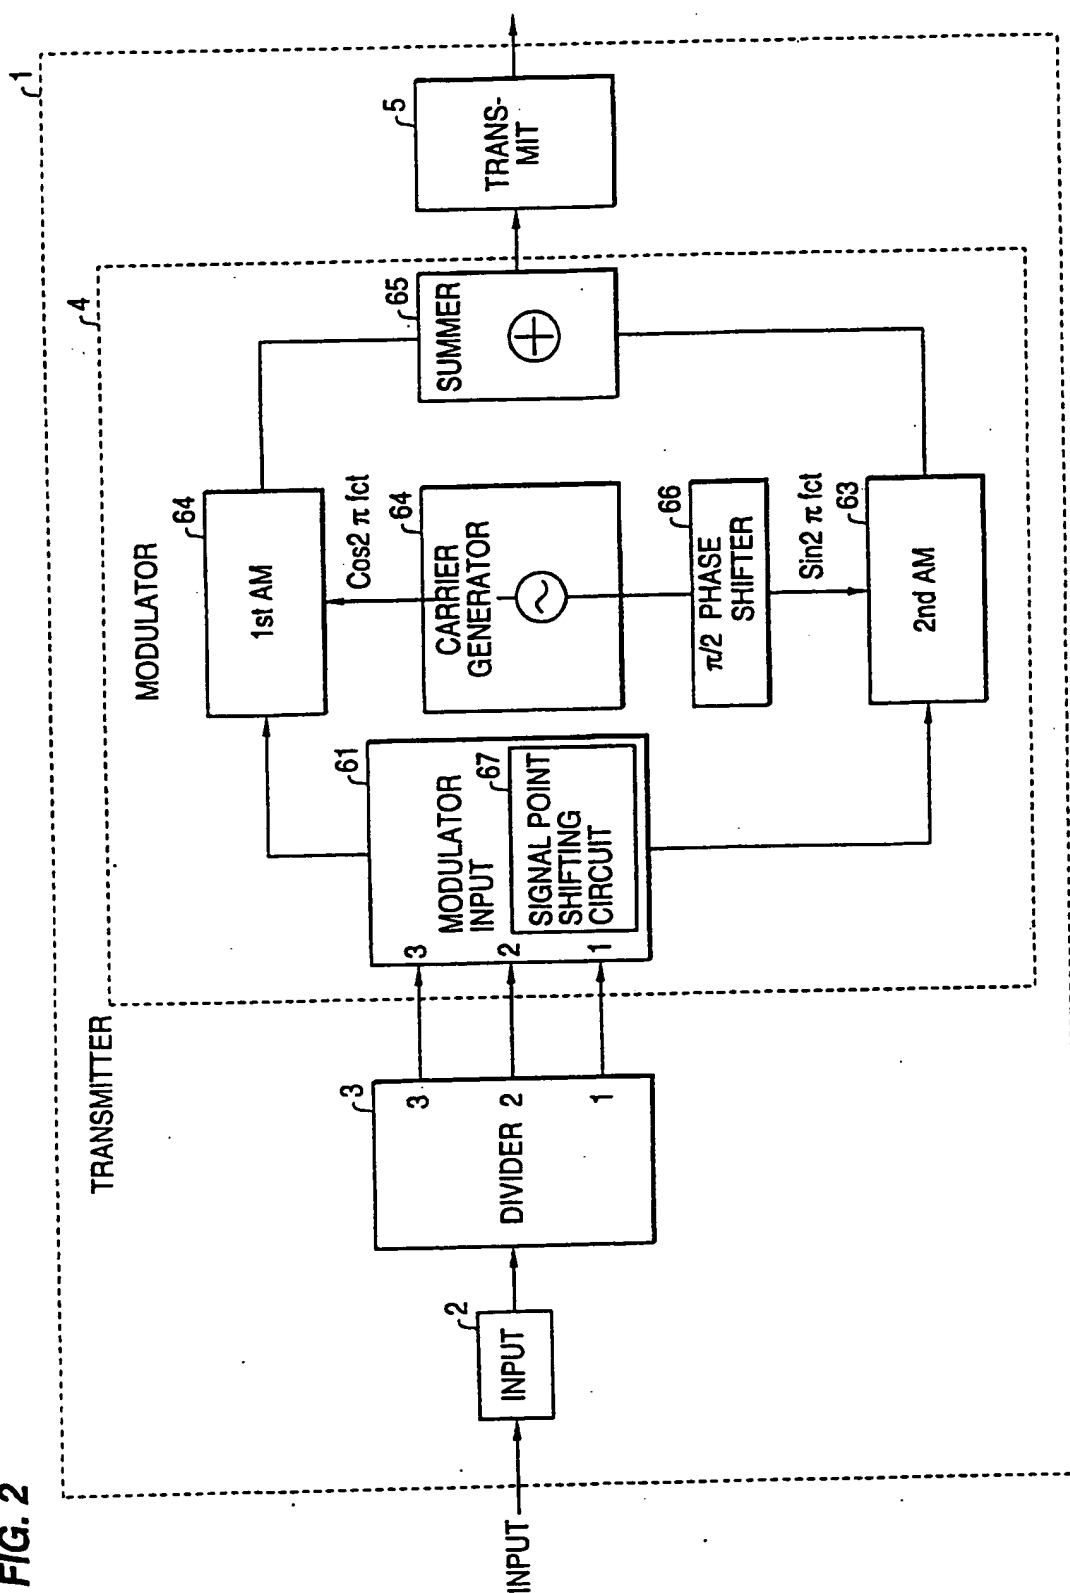 FIG. 2
1
TRANSMITTER
4
MODULATOR
INPUT
2
INPUT
3
DIVIDER
3
2
1
61
MODULATOR
INPUT
3
2
1
67
SIGNAL POINT
SHIFTING
CIRCUIT
64
1st AM
Cos2 π fct
64
CARRIER
GENERATOR
66
π/2 PHASE
SHIFTER
Sin2 π fct
63
2nd AM
65
SUMMER
5
TRANS-
MIT